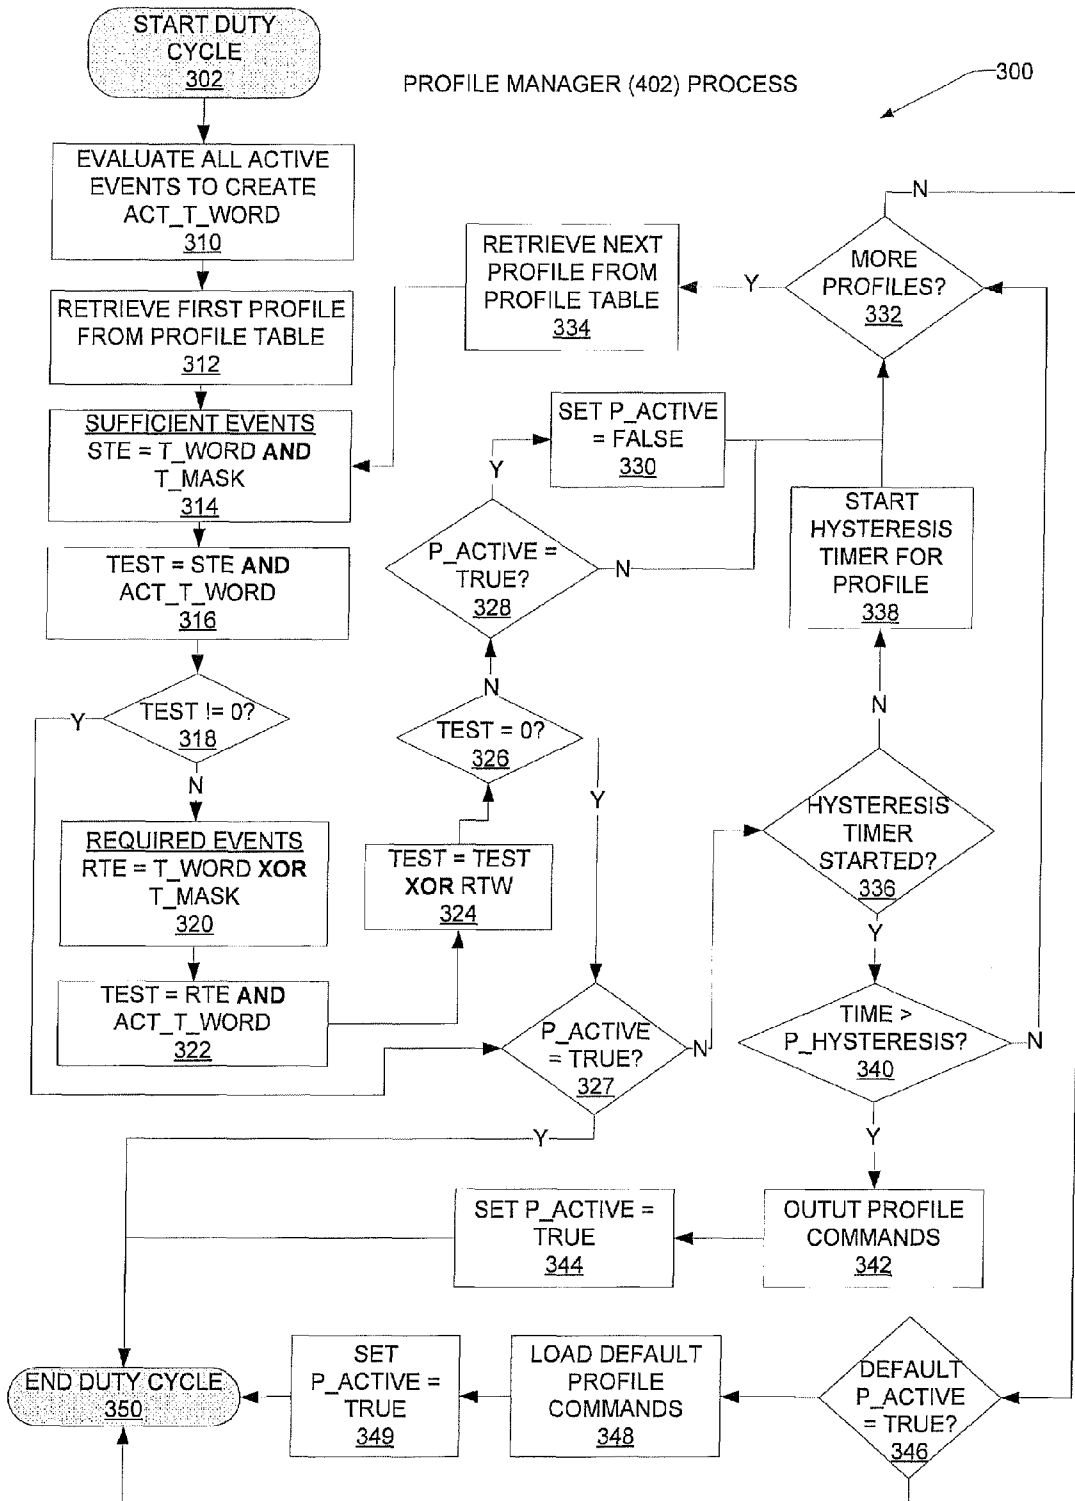 START DUTY
CYCLE
302
PROFILE MANAGER (402) PROCESS
300
EVALUATE ALL ACTIVE
EVENTS TO CREATE
ACT_T_WORD
310
RETRIEVE FIRST PROFILE
FROM PROFILE TABLE
312
SUFFICIENT EVENTS
STE = T_WORD AND
T_MASK
314
TEST = STE AND
ACT_T_WORD
316
TEST != 0?
318
Y
N
REQUIRED EVENTS
RTE = T_WORD XOR
T_MASK
320
TEST = RTE AND
ACT_T_WORD
322
TEST = TEST
XOR RTW
324
TEST = 0?
326
N
Y
P_ACTIVE =
TRUE?
328
Y
N
SET P_ACTIVE
= FALSE
330
RETRIEVE NEXT
PROFILE FROM
PROFILE TABLE
334
Y
MORE
PROFILES?
332
N
START
HYSTERESIS
TIMER FOR
PROFILE
338
N
HYSTERESIS
TIMER
STARTED?
336
Y
TIME >
P_HYSTERESIS?
340
N
Y
P_ACTIVE
= TRUE?
327
N
Y
OUTUT PROFILE
COMMANDS
342
SET P_ACTIVE =
TRUE
344
DEFAULT
P_ACTIVE
= TRUE?
346
LOAD DEFAULT
PROFILE
COMMANDS
348
SET
P_ACTIVE =
TRUE
349
END DUTY CYCLE
350